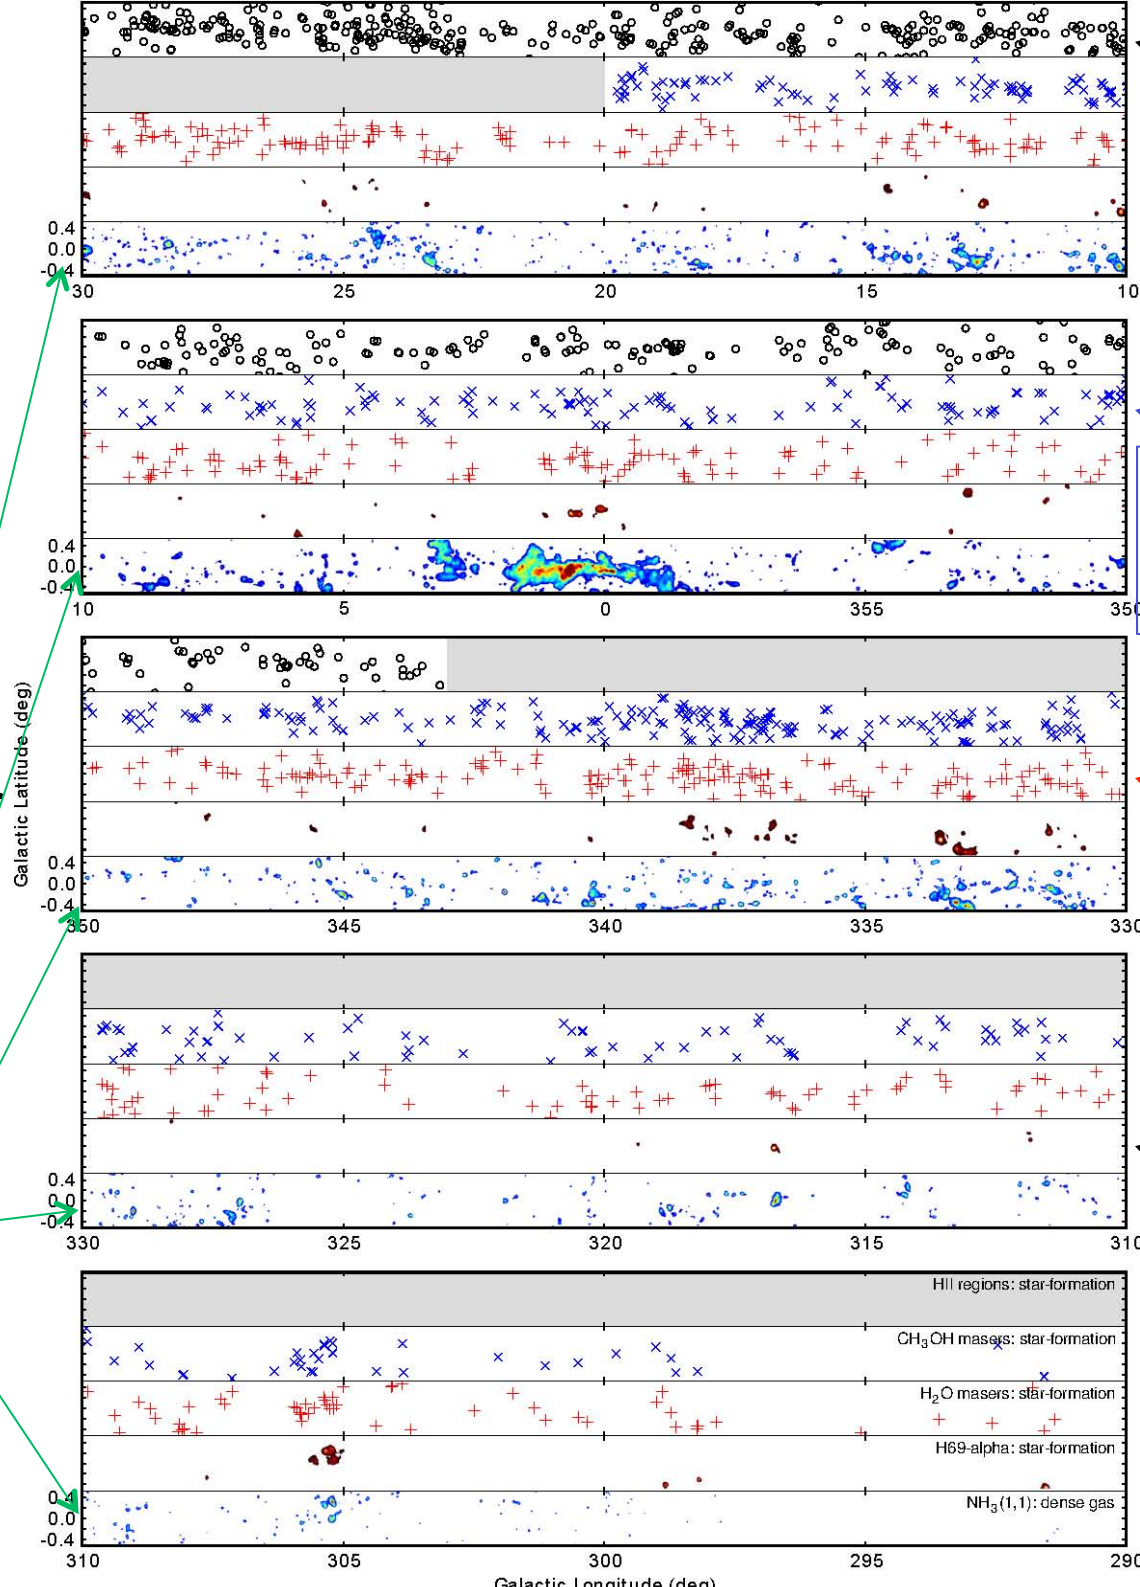 0.4
0.0
-0.4
30 25 20 15 10
0.4
0.0
-0.4
10 5 0 355 350
Galactic Latitude (deg)
0.4
0.0
-0.4
350 345 340 335 330
0.4
0.0
-0.4
330 325 320 315 310
HII regions: star-formation
CH3OH masers: star-formation
H2O masers: star-formation
H69-alpha: star-formation
NH3(1,1): dense gas
0.4
0.0
-0.4
310 305 300 295 290
Galactic Longitude (deg)